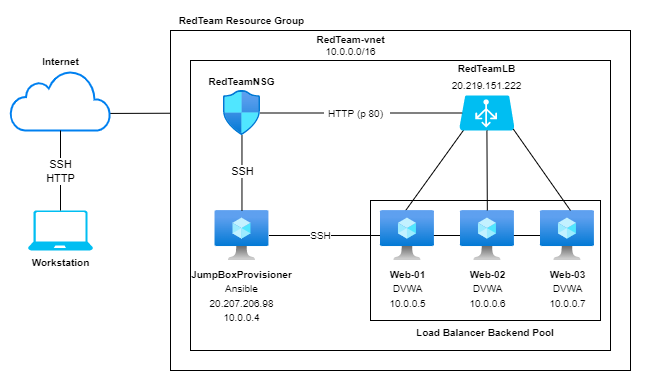 RedTeam Resource Group
RedTeam-vnet
10.0.0.0/16
Internet
RedTeamNSG
RedTeamLB
20.219.151.222
HTTP (p 80)
SSH
HTTP
SSH
SSH
Workstation
JumpBoxProvisioner
Ansible
20.207.206.98
10.0.0.4
Web-01
DVWA
10.0.0.5
Web-02
DVWA
10.0.0.6
Web-03
DVWA
10.0.0.7
Load Balancer Backend Pool